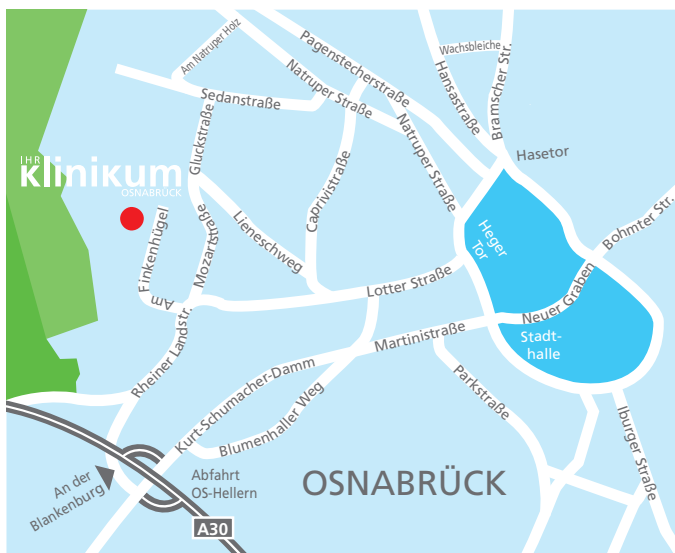 Am Natruper Holz
Pagenstecherstraße
Wachsbleiche
Hansastraße
Bramscher Str.
Natruper Straße
Sedanstraße
Gluckstraße
Natruper Straße
Hasetor
IHR
Klinikum
OSNABRÜCK
Caprivistraße
Lieneschweg
Mozartstraße
Am Finkenhügel
Heger
Tor
Bohmter Str.
Lotter Straße
Neuer Graben
Rheiner Landstr.
Martinistraße
Stadt-
halle
Kurt-Schumacher-Damm
Blumenhaller Weg
Parkstraße
Iburger Straße
An der
Blankenburg
Abfahrt
OS-Hellern
OSNABRÜCK
A30